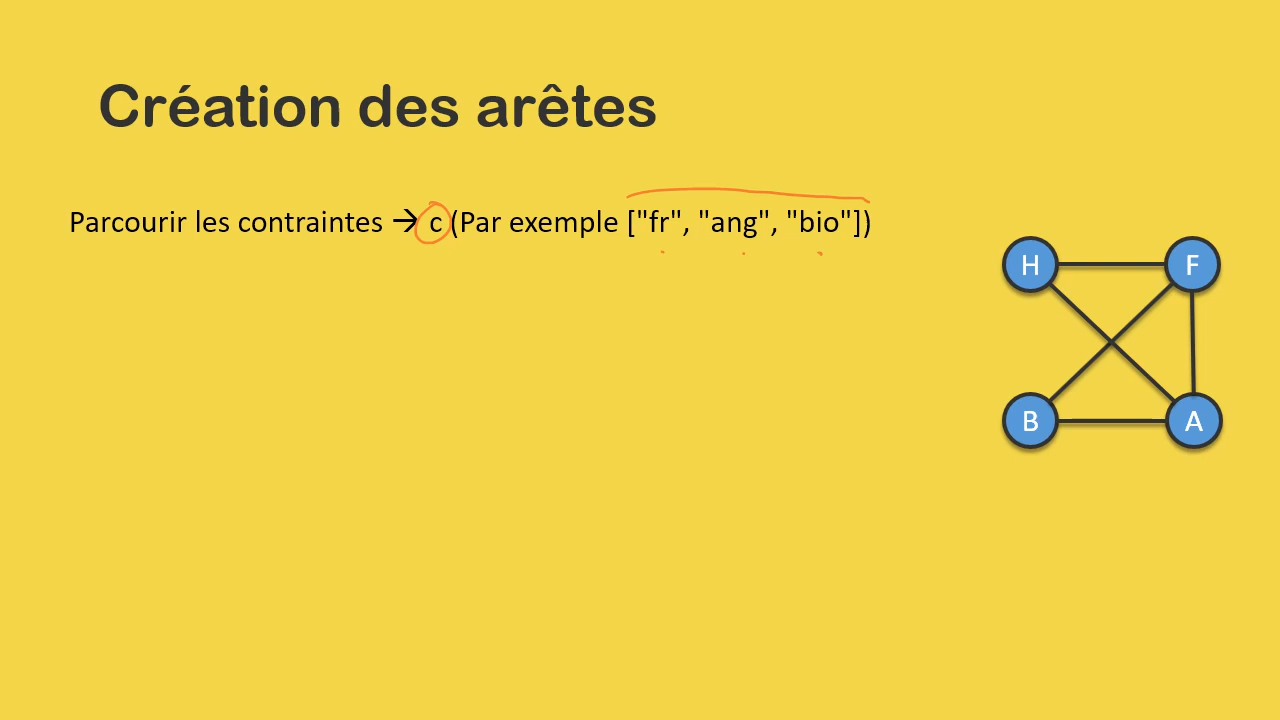 Création des arêtes
Parcourir les contraintes → c (Par exemple ["fr", "ang", "bio"])
H
F
B
A